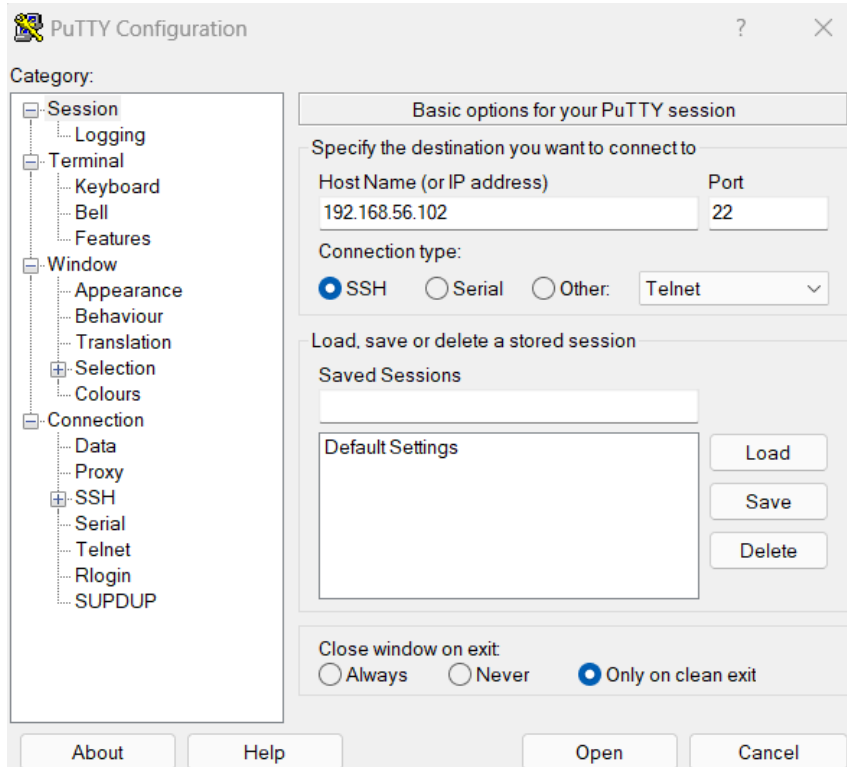 PuTTY Configuration ?
Category:
Session
Logging
Terminal
Keyboard
Bell
Features
Window
Appearance
Behaviour
Translation
Selection
Colours
Connection
Data
Proxy
SSH
Serial
Telnet
Rlogin
SUPDUP
Basic options for your PuTTY session
Specify the destination you want to connect to
Host Name (or IP address) Port
192.168.56.102 22
Connection type:
SSH Serial Other: Telnet
Load, save or delete a stored session
Saved Sessions
Default Settings
Load
Save
Delete
Close window on exit:
Always Never Only on clean exit
About Help Open Cancel